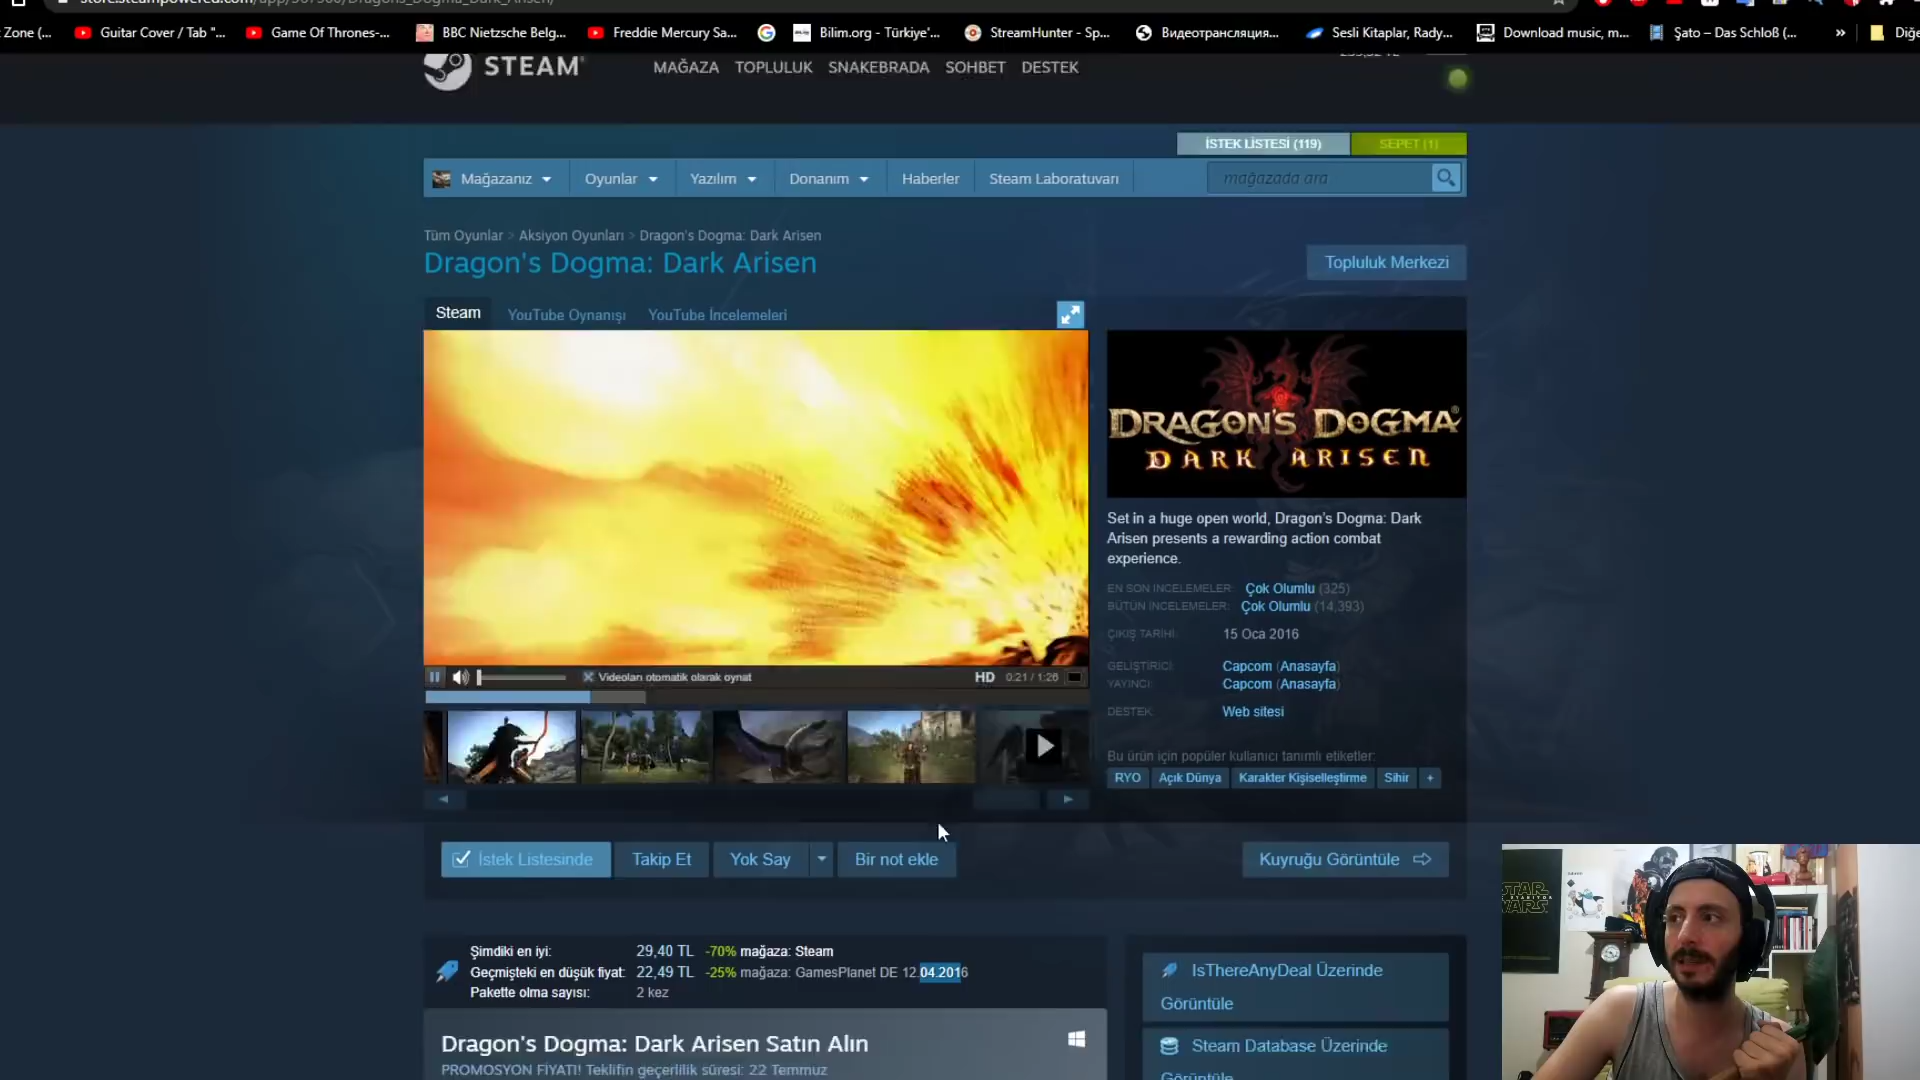 Zone (...
Guitar Cover / Tab "...
Game Of Thrones-...
BBC Nietzsche Belg...
Freddie Mercury Sa...
Bilim.org - Türkiye'...
StreamHunter - Sp...
Видеотрансляция...
Sesli Kitaplar, Rady...
Download music, m...
Şato – Das Schloß (...
»
STEAM
MAĞAZA TOPLULUK SNAKEBRADA SOHBET DESTEK
İSTEK LİSTESİ (119)
SEPET (1)
Mağazanız
Oyunlar
Yazılım
Donanım
Haberler
Steam Laboratuvarı
mağazada ara
Tüm Oyunlar > Aksiyon Oyunları > Dragon's Dogma: Dark Arisen
Dragon's Dogma: Dark Arisen
Topluluk Merkezi
Steam
YouTube Oynanışı
YouTube İncelemeleri
DRAGON'S DOGMA
DARK ARISEN
Set in a huge open world, Dragon's Dogma: Dark
Arisen presents a rewarding action combat
experience.
EN SON İNCELEMELER: Çok Olumlu (325)
BÜTÜN İNCELEMELER: Çok Olumlu (14,393)
ÇIKIŞ TARİHİ: 15 Oca 2016
GELİŞTİRİCİ: Capcom (Anasayfa)
YAYINCI: Capcom (Anasayfa)
DESTEK: Web sitesi
Bu ürün için popüler kullanıcı tanımlı etiketler:
RYO Açık Dünya Karakter Kişiselleştirme Sihir +
Videoları otomatik olarak oynat
HD 0:21 / 1:26
İstek Listesinde
Takip Et
Yok Say
Bir not ekle
Kuyruğu Görüntüle
Şimdiki en iyi: 29,40 TL -70% mağaza: Steam
Geçmişteki en düşük fiyat: 22,49 TL -25% mağaza: GamesPlanet DE 12.04.2016
Pakette olma sayısı: 2 kez
IsThereAnyDeal Üzerinde
Görüntüle
Steam Database Üzerinde
Görüntüle
Dragon's Dogma: Dark Arisen Satın Alın
PROMOSYON FİYATI! Teklifin geçerlilik süresi: 22 Temmuz
STAR
WARS